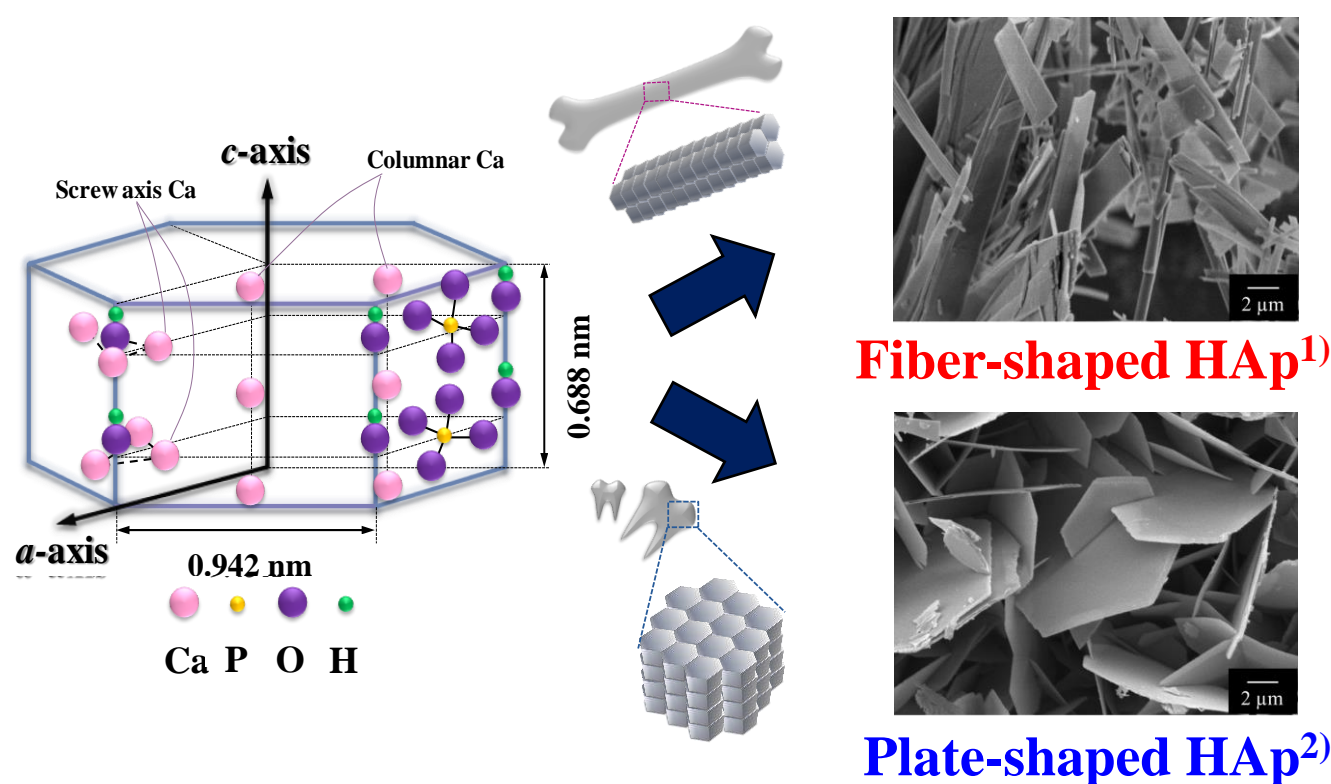 c-axis
Columnar Ca
Screw axis Ca
0.688 nm
a-axis
0.942 nm
Ca P O H
2 μm
Fiber-shaped HAp1)
2 μm
Plate-shaped HAp2)